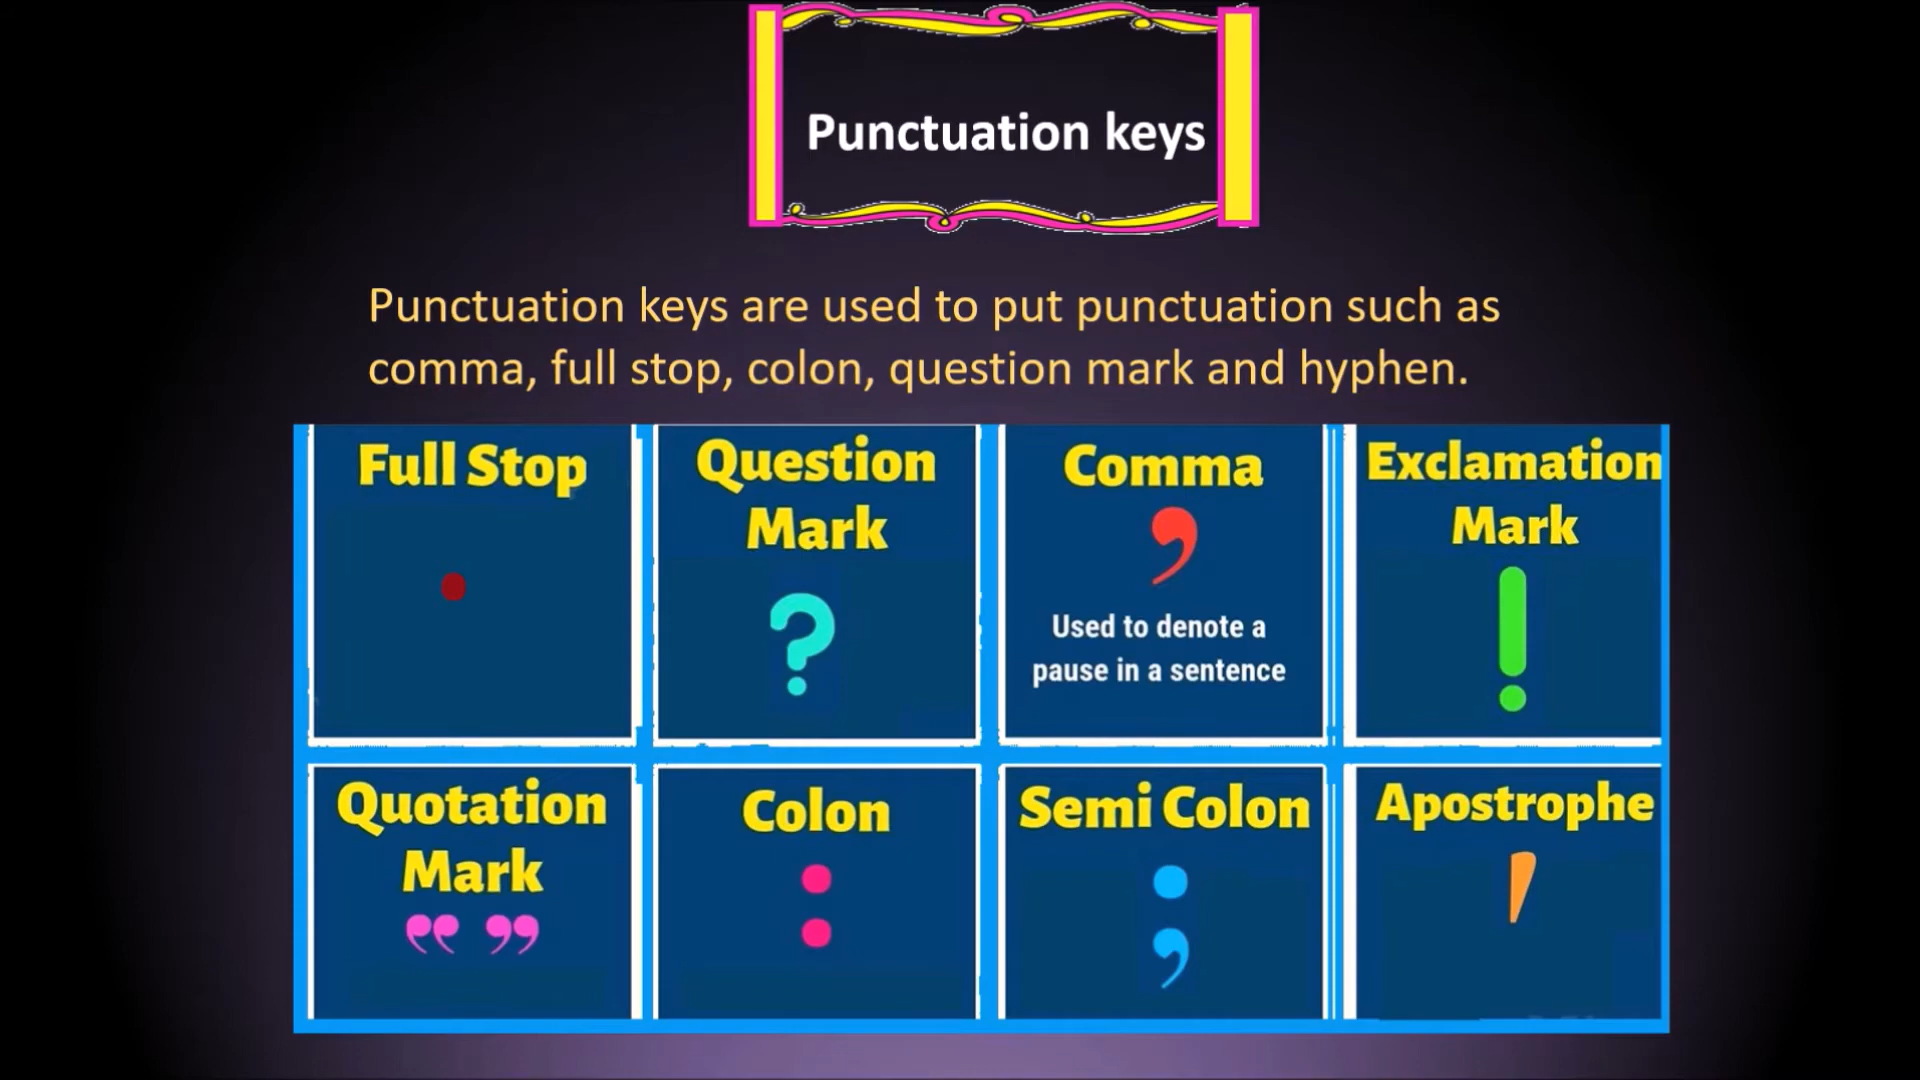 Punctuation keys
Punctuation keys are used to put punctuation such as
comma, full stop, colon, question mark and hyphen.
Full Stop
.
Question
Mark
?
Comma
,
Used to denote a
pause in a sentence
Exclamation
Mark
!
Quotation
Mark
❝ ❞
Colon
:
Semi Colon
;
Apostrophe
'